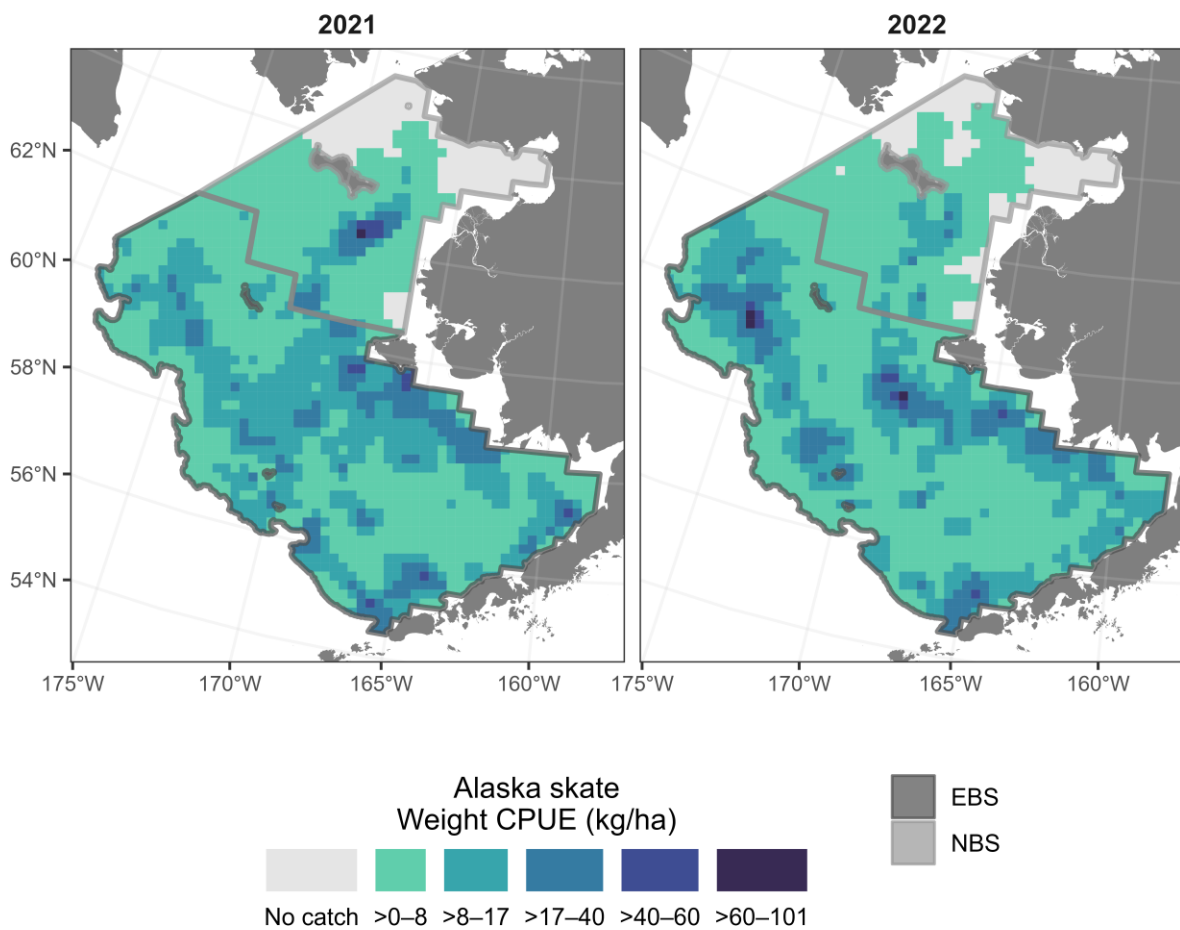 2021
2022
62°N
60°N
58°N
56°N
54°N
175°W
170°W
165°W
160°W
175°W
170°W
165°W
160°W
Alaska skate
Weight CPUE (kg/ha)
No catch
>0–8
>8–17
>17–40
>40–60
>60–101
EBS
NBS